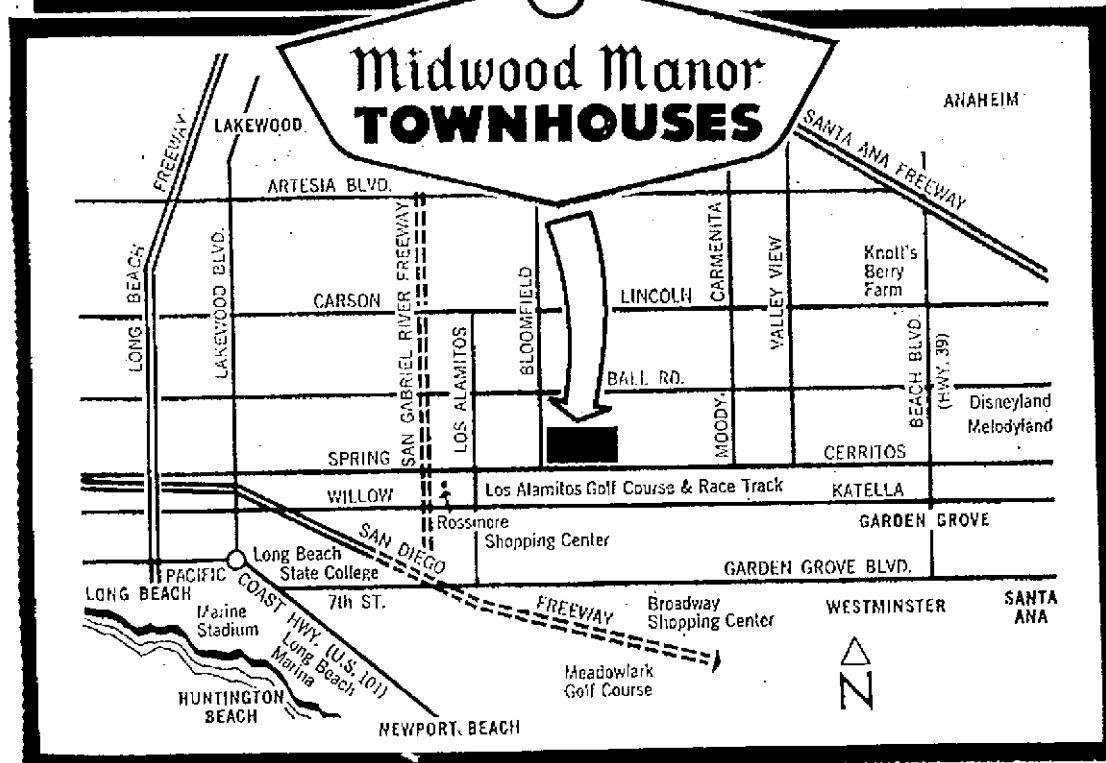 Midwood Manor
TOWNHOUSES
ANAHEIM
LAKEWOOD
FREEWAY
SANTA ANA FREEWAY
ARTESIA BLVD.
LONG BEACH
LAKEWOOD BLVD.
SAN GABRIEL RIVER FREEWAY
BLOOMFIELD
CARMENITA
VALLEY VIEW
Knott's
Berry
Farm
CARSON
LINCOLN
LOS ALAMITOS
BALL RD.
MOODY
BEACH BLVD.
(HWY. 39)
Disneyland
Melodyland
SPRING
CERRITOS
WILLOW
Los Alamitos Golf Course & Race Track
KATELLA
Rossmore
Shopping Center
GARDEN GROVE
SAN DIEGO
FREEWAY
Long Beach
State College
GARDEN GROVE BLVD.
PACIFIC
COAST HWY. (U.S. 101)
LONG BEACH
7th ST.
Marine
Stadium
Long Beach
Marina
Broadway
Shopping Center
WESTMINSTER
SANTA
ANA
Meadowlark
Golf Course
N
HUNTINGTON
BEACH
NEWPORT BEACH